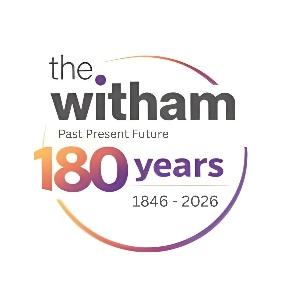 the
witham
Past Present Future
180 years
1846 - 2026